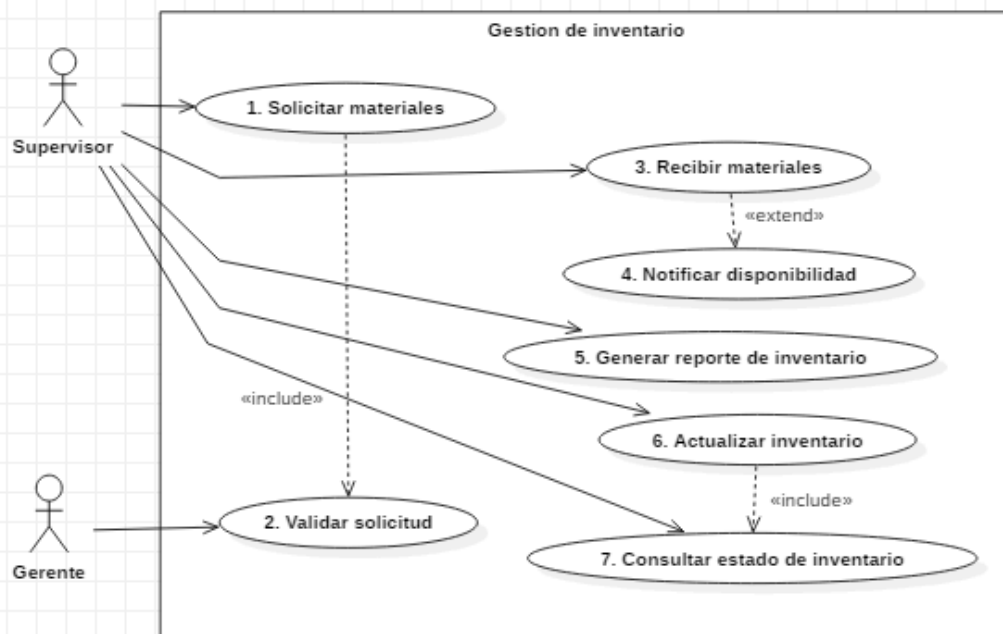 Gestion de inventario
1. Solicitar materiales
Supervisor
3. Recibir materiales
«extend»
4. Notificar disponibilidad
5. Generar reporte de inventario
«include»
6. Actualizar inventario
«include»
2. Validar solicitud
7. Consultar estado de inventario
Gerente